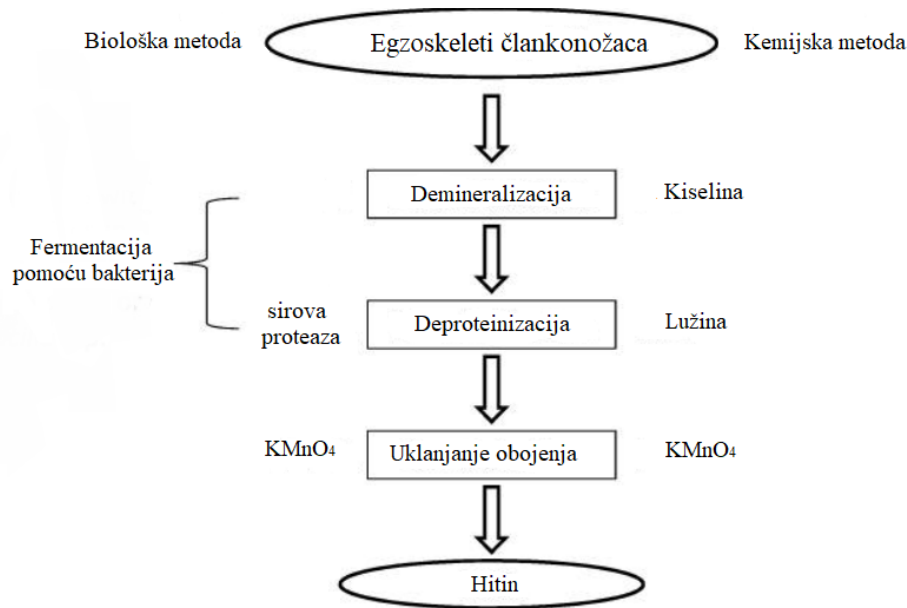 Biološka metoda
Egzoskeleti člankonožaca
Kemijska metoda
Demineralizacija
Kiselina
Fermentacija
pomoću bakterija
sirova
proteaza
Deproteinizacija
Lužina
KMnO₄
Uklanjanje obojenja
KMnO₄
Hitin